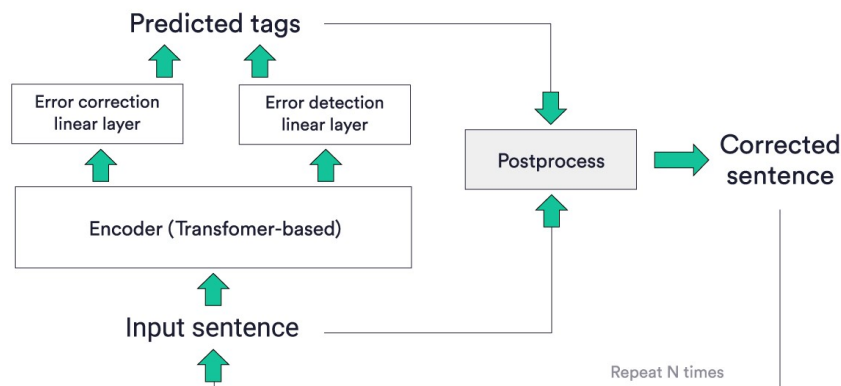 Predicted tags
Error correction
linear layer
Error detection
linear layer
Postprocess
Corrected
sentence
Encoder (Transfomer-based)
Input sentence
Repeat N times